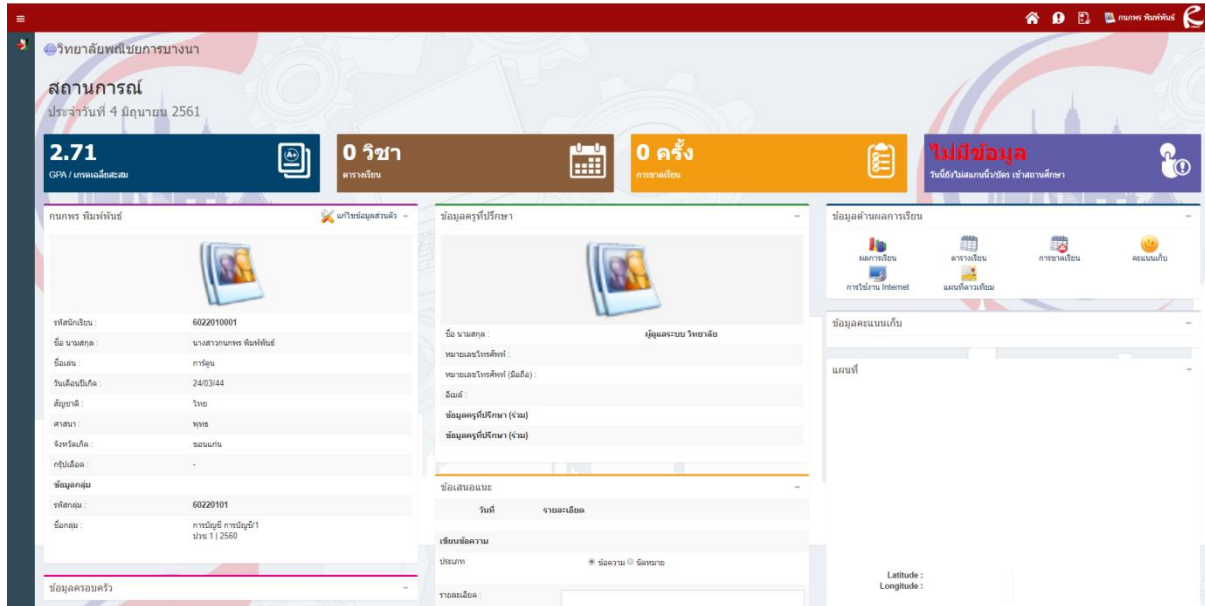 กนกพร พิมพ์พันธ์
วิทยาลัยพณิชยการบางนา
สถานการณ์
ประจำวันที่ 4 มิถุนายน 2561
2.71
GPA / เกรดเฉลี่ยสะสม
0 วิชา
ตารางเรียน
0 ครั้ง
การขาดเรียน
ไม่มีข้อมูล
วันนี้ยังไม่สแกนนิ้ว/บัตร เข้าสถานศึกษา
กนกพร พิมพ์พันธ์
แก้ไขข้อมูลส่วนตัว
รหัสนักเรียน : 6022010001
ชื่อ นามสกุล : นางสาวกนกพร พิมพ์พันธ์
ชื่อเล่น : การ์ตูน
วันเดือนปีเกิด : 24/03/44
สัญชาติ : ไทย
ศาสนา : พุทธ
จังหวัดเกิด : ขอนแก่น
กรุ๊ปเลือด : -
ข้อมูลกลุ่ม
รหัสกลุ่ม : 60220101
ชื่อกลุ่ม : การบัญชี การบัญชี/1
ปวช.1 | 2560
ข้อมูลครอบครัว
ข้อมูลครูที่ปรึกษา
ชื่อ นามสกุล : ผู้ดูแลระบบ วิทยาลัย
หมายเลขโทรศัพท์ :
หมายเลขโทรศัพท์ (มือถือ) :
อีเมล์ :
ข้อมูลครูที่ปรึกษา (ร่วม)
ข้อมูลครูที่ปรึกษา (ร่วม)
ข้อเสนอแนะ
วันที่ รายละเอียด
เขียนข้อความ
ประเภท ข้อความ นัดหมาย
รายละเอียด :
ข้อมูลด้านผลการเรียน
ผลการเรียน ตารางเรียน การขาดเรียน คะแนนเก็บ
การใช้งาน Internet แผนที่ดาวเทียม
ข้อมูลคะแนนเก็บ
แผนที่
Latitude :
Longitude :